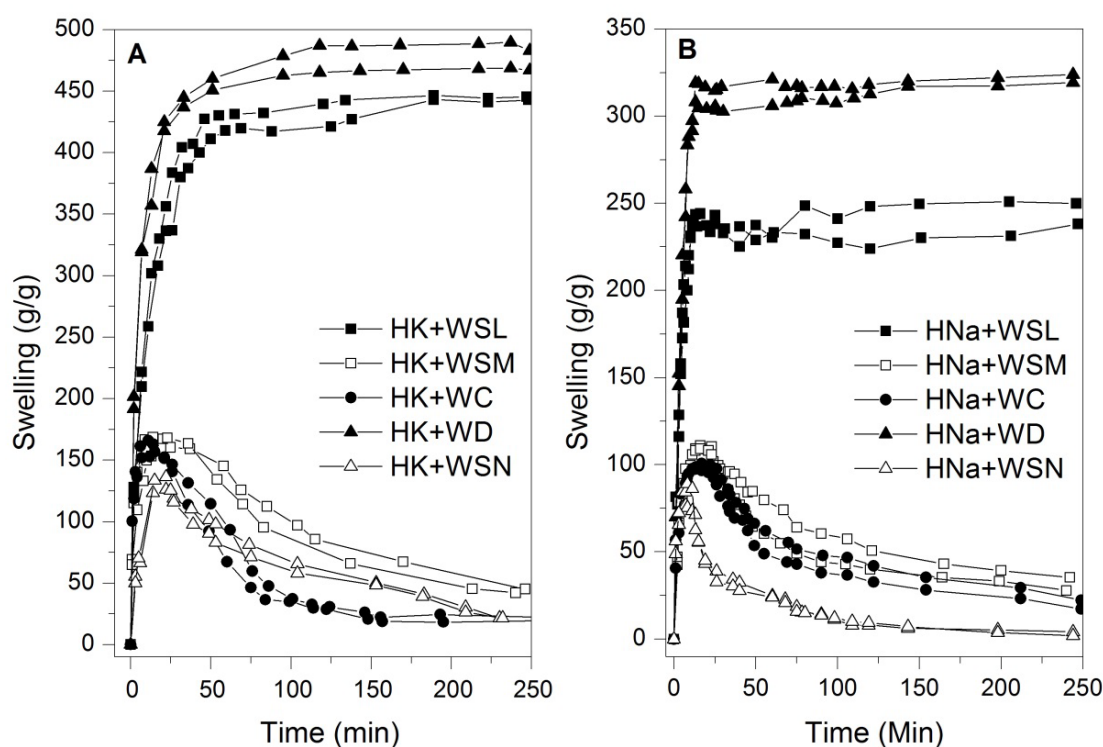 A
Swelling (g/g)
500
450
400
350
300
250
200
150
100
50
0
HK+WSL
HK+WSM
HK+WC
HK+WD
HK+WSN
0 50 100 150 200 250
Time (min)
B
Swelling (g/g)
350
300
250
200
150
100
50
0
HNa+WSL
HNa+WSM
HNa+WC
HNa+WD
HNa+WSN
0 50 100 150 200 250
Time (Min)